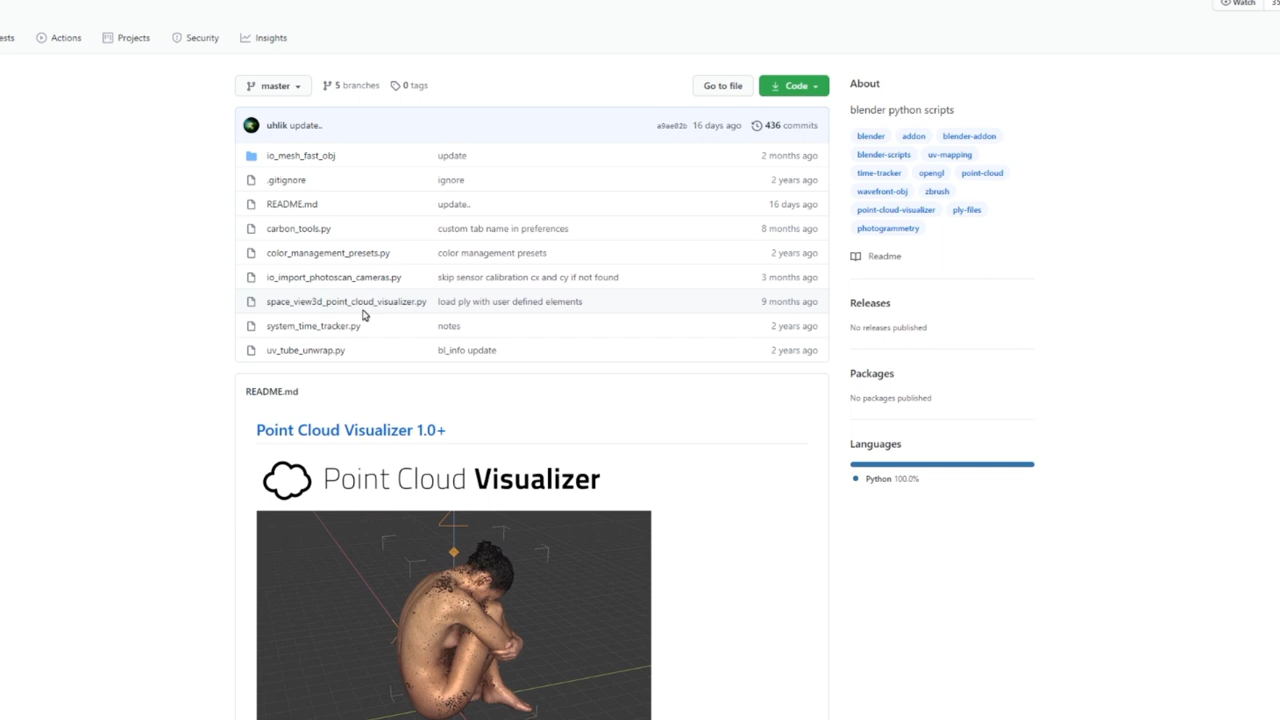 Watch 35
ests Actions Projects Security Insights
master 5 branches 0 tags Go to file Code
uhlik update.. a9ae02b 16 days ago 436 commits
io_mesh_fast_obj update 2 months ago
.gitignore ignore 2 years ago
README.md update.. 16 days ago
carbon_tools.py custom tab name in preferences 8 months ago
color_management_presets.py color management presets 2 years ago
io_import_photoscan_cameras.py skip sensor calibration cx and cy if not found 3 months ago
space_view3d_point_cloud_visualizer.py load ply with user defined elements 9 months ago
system_time_tracker.py notes 2 years ago
uv_tube_unwrap.py bl_info update 2 years ago
README.md
Point Cloud Visualizer 1.0+
Point Cloud Visualizer
About
blender python scripts
blender addon blender-addon
blender-scripts uv-mapping
time-tracker opengl point-cloud
wavefront-obj zbrush
point-cloud-visualizer ply-files
photogrammetry
Readme
Releases
No releases published
Packages
No packages published
Languages
Python 100.0%